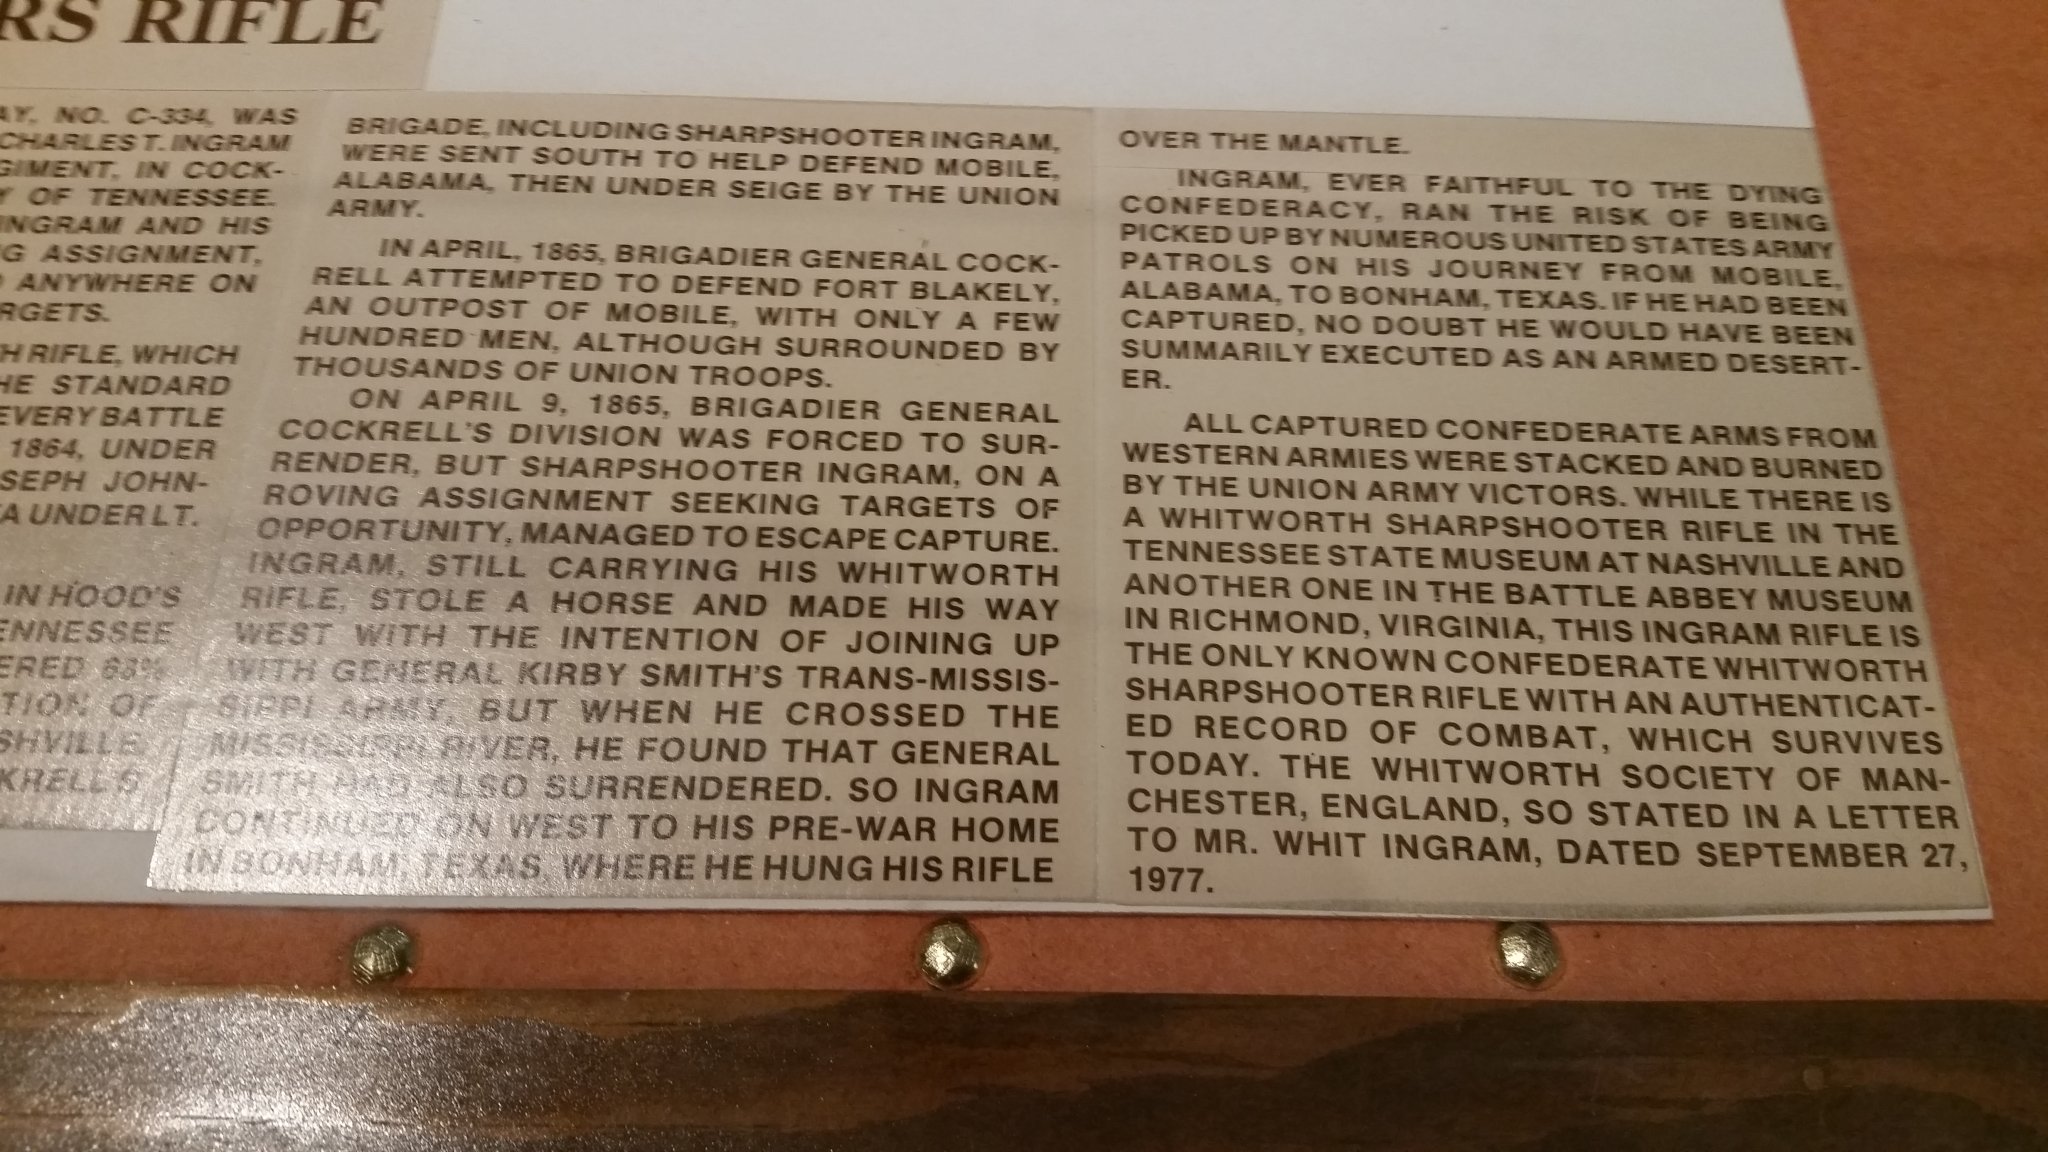 RS RIFLE
AY, NO. C-334, WAS
CHARLES T. INGRAM
GIMENT, IN COCK-
Y OF TENNESSEE.
INGRAM AND HIS
G ASSIGNMENT,
ANYWHERE ON
RGETS.
H RIFLE, WHICH
HE STANDARD
EVERY BATTLE
1864, UNDER
SEPH JOHN-
A UNDER LT.
IN HOOD'S
ENNESSEE
ERED 63%
TION OF
SHVILLE,
KRELL'S
BRIGADE, INCLUDING SHARPSHOOTER INGRAM,
WERE SENT SOUTH TO HELP DEFEND MOBILE,
ALABAMA, THEN UNDER SEIGE BY THE UNION
ARMY.
IN APRIL, 1865, BRIGADIER GENERAL COCK-
RELL ATTEMPTED TO DEFEND FORT BLAKELY,
AN OUTPOST OF MOBILE, WITH ONLY A FEW
HUNDRED MEN, ALTHOUGH SURROUNDED BY
THOUSANDS OF UNION TROOPS.
ON APRIL 9, 1865, BRIGADIER GENERAL
COCKRELL'S DIVISION WAS FORCED TO SUR-
RENDER, BUT SHARPSHOOTER INGRAM, ON A
ROVING ASSIGNMENT SEEKING TARGETS OF
OPPORTUNITY, MANAGED TO ESCAPE CAPTURE.
INGRAM, STILL CARRYING HIS WHITWORTH
RIFLE, STOLE A HORSE AND MADE HIS WAY
WEST WITH THE INTENTION OF JOINING UP
WITH GENERAL KIRBY SMITH'S TRANS-MISSIS-
SIPPI ARMY, BUT WHEN HE CROSSED THE
MISSISSIPPI RIVER, HE FOUND THAT GENERAL
SMITH HAD ALSO SURRENDERED. SO INGRAM
CONTINUED ON WEST TO HIS PRE-WAR HOME
IN BONHAM, TEXAS, WHERE HE HUNG HIS RIFLE
OVER THE MANTLE.
INGRAM, EVER FAITHFUL TO THE DYING
CONFEDERACY, RAN THE RISK OF BEING
PICKED UP BY NUMEROUS UNITED STATES ARMY
PATROLS ON HIS JOURNEY FROM MOBILE,
ALABAMA, TO BONHAM, TEXAS. IF HE HAD BEEN
CAPTURED, NO DOUBT HE WOULD HAVE BEEN
SUMMARILY EXECUTED AS AN ARMED DESERT-
ER.
ALL CAPTURED CONFEDERATE ARMS FROM
WESTERN ARMIES WERE STACKED AND BURNED
BY THE UNION ARMY VICTORS. WHILE THERE IS
A WHITWORTH SHARPSHOOTER RIFLE IN THE
TENNESSEE STATE MUSEUM AT NASHVILLE AND
ANOTHER ONE IN THE BATTLE ABBEY MUSEUM
IN RICHMOND, VIRGINIA, THIS INGRAM RIFLE IS
THE ONLY KNOWN CONFEDERATE WHITWORTH
SHARPSHOOTER RIFLE WITH AN AUTHENTICAT-
ED RECORD OF COMBAT, WHICH SURVIVES
TODAY. THE WHITWORTH SOCIETY OF MAN-
CHESTER, ENGLAND, SO STATED IN A LETTER
TO MR. WHIT INGRAM, DATED SEPTEMBER 27,
1977.